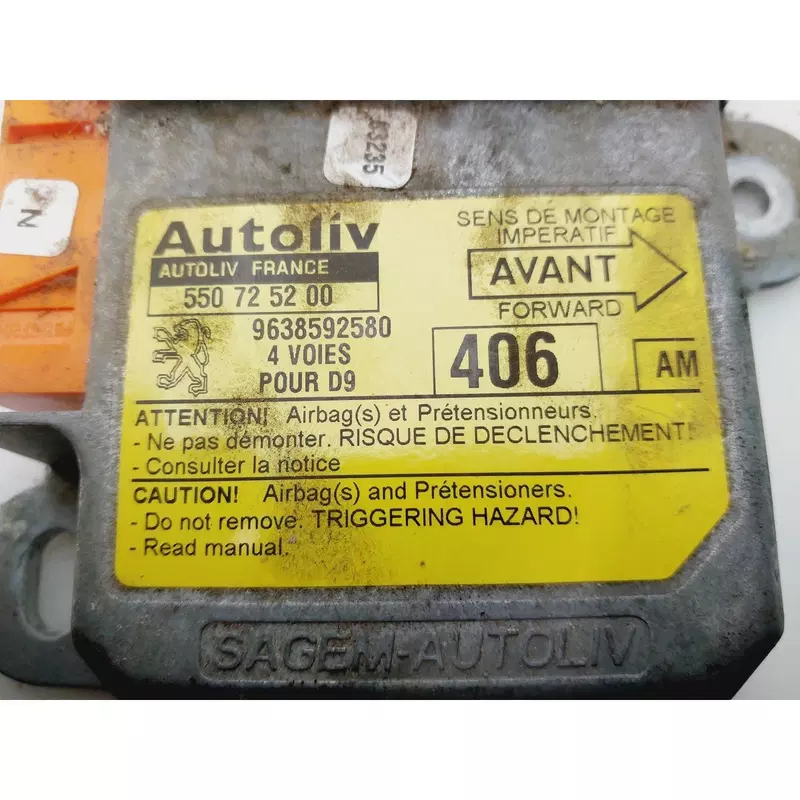 63235
N
Autoliv
AUTOLIV FRANCE
550 72 52 00
9638592580
4 VOIES
POUR D9
SENS DE MONTAGE
IMPERATIF
AVANT
FORWARD
406
AM
ATTENTION! Airbag(s) et Prétensionneurs.
- Ne pas démonter. RISQUE DE DECLENCHEMENT!
- Consulter la notice
CAUTION! Airbag(s) and Prétensioners.
- Do not remove. TRIGGERING HAZARD!
- Read manual.
SAGEM-AUTOLIV